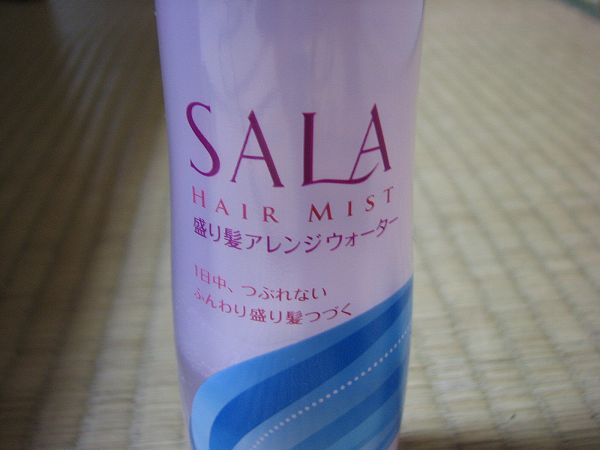 SALA
HAIR MIST
盛り髪アレンジウォーター
1日中、つぶれない
ふんわり盛り髪つづく